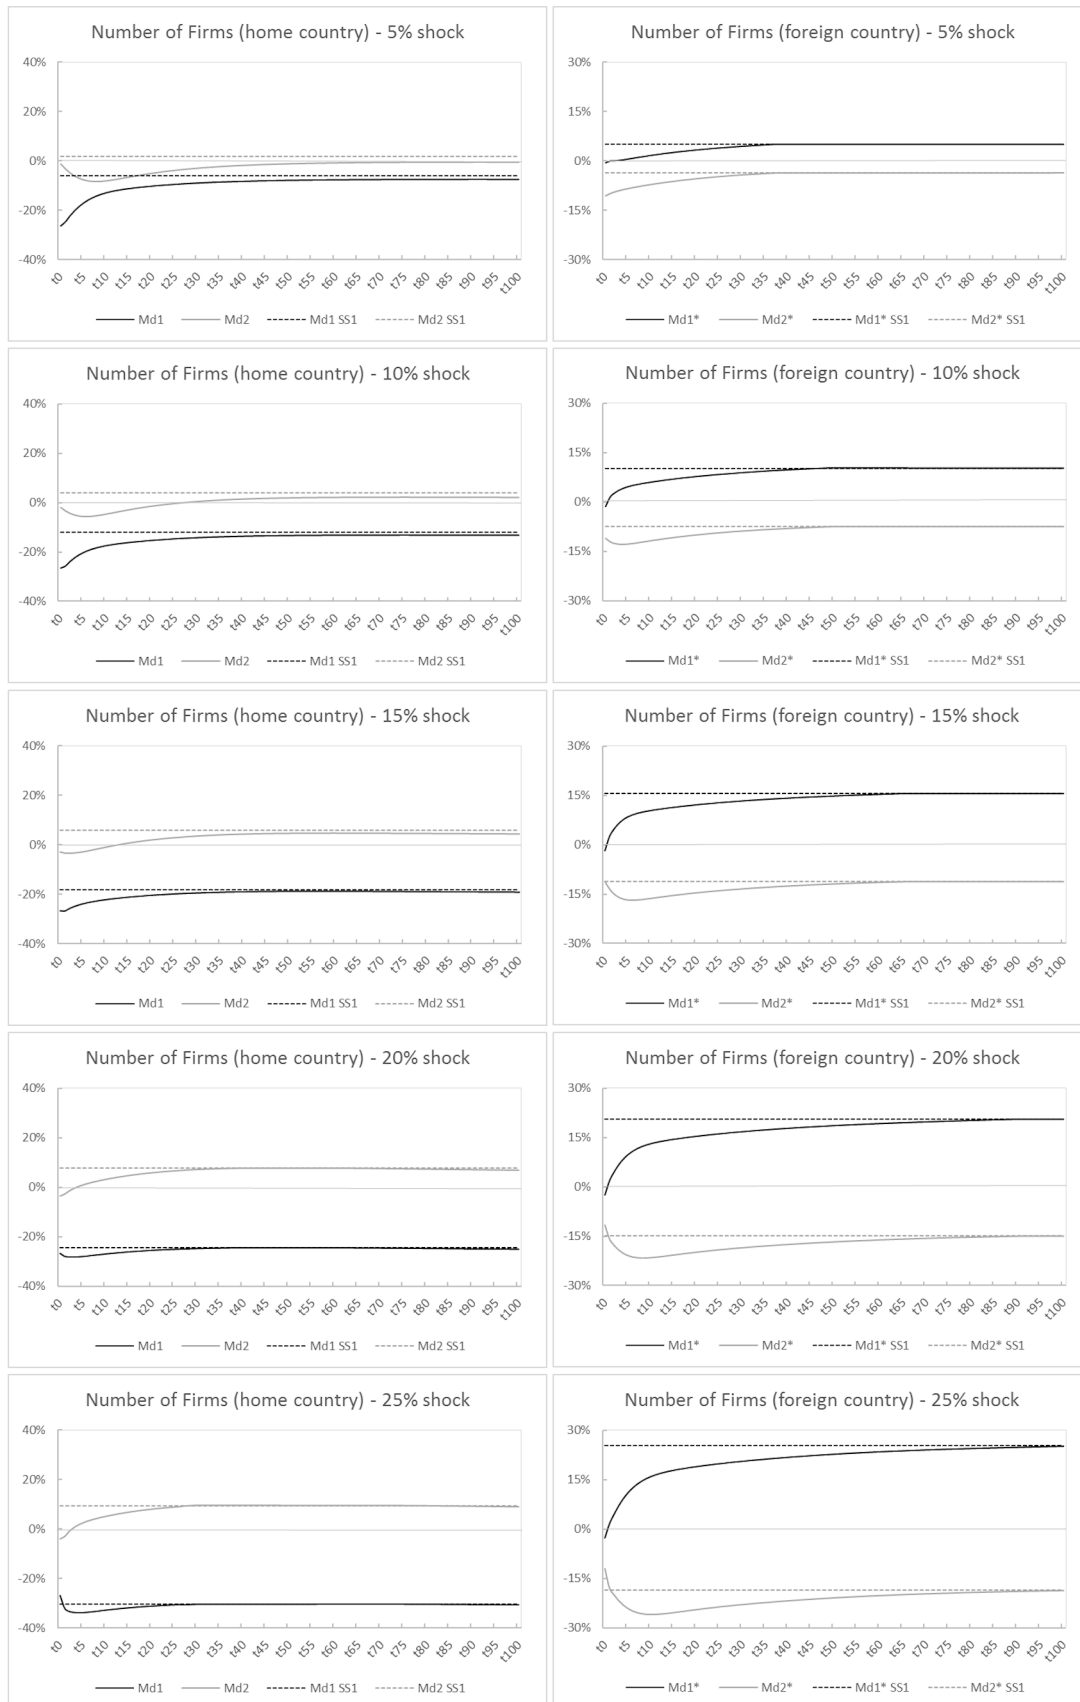 Number of Firms (home country) - 5% shock
40%
20%
0%
-20%
-40%
t0 t5 t10 t15 t20 t25 t30 t35 t40 t45 t50 t55 t60 t65 t70 t75 t80 t85 t90 t95 t100
Md1 Md2 Md1 SS1 Md2 SS1
Number of Firms (foreign country) - 5% shock
30%
15%
0%
-15%
-30%
t0 t5 t10 t15 t20 t25 t30 t35 t40 t45 t50 t55 t60 t65 t70 t75 t80 t85 t90 t95 t100
Md1* Md2* Md1* SS1 Md2* SS1
Number of Firms (home country) - 10% shock
40%
20%
0%
-20%
-40%
t0 t5 t10 t15 t20 t25 t30 t35 t40 t45 t50 t55 t60 t65 t70 t75 t80 t85 t90 t95 t100
Md1 Md2 Md1 SS1 Md2 SS1
Number of Firms (foreign country) - 10% shock
30%
15%
0%
-15%
-30%
t0 t5 t10 t15 t20 t25 t30 t35 t40 t45 t50 t55 t60 t65 t70 t75 t80 t85 t90 t95 t100
Md1* Md2* Md1* SS1 Md2* SS1
Number of Firms (home country) - 15% shock
40%
20%
0%
-20%
-40%
t0 t5 t10 t15 t20 t25 t30 t35 t40 t45 t50 t55 t60 t65 t70 t75 t80 t85 t90 t95 t100
Md1 Md2 Md1 SS1 Md2 SS1
Number of Firms (foreign country) - 15% shock
30%
15%
0%
-15%
-30%
t0 t5 t10 t15 t20 t25 t30 t35 t40 t45 t50 t55 t60 t65 t70 t75 t80 t85 t90 t95 t100
Md1* Md2* Md1* SS1 Md2* SS1
Number of Firms (home country) - 20% shock
40%
20%
0%
-20%
-40%
t0 t5 t10 t15 t20 t25 t30 t35 t40 t45 t50 t55 t60 t65 t70 t75 t80 t85 t90 t95 t100
Md1 Md2 Md1 SS1 Md2 SS1
Number of Firms (foreign country) - 20% shock
30%
15%
0%
-15%
-30%
t0 t5 t10 t15 t20 t25 t30 t35 t40 t45 t50 t55 t60 t65 t70 t75 t80 t85 t90 t95 t100
Md1* Md2* Md1* SS1 Md2* SS1
Number of Firms (home country) - 25% shock
40%
20%
0%
-20%
-40%
t0 t5 t10 t15 t20 t25 t30 t35 t40 t45 t50 t55 t60 t65 t70 t75 t80 t85 t90 t95 t100
Md1 Md2 Md1 SS1 Md2 SS1
Number of Firms (foreign country) - 25% shock
30%
15%
0%
-15%
-30%
t0 t5 t10 t15 t20 t25 t30 t35 t40 t45 t50 t55 t60 t65 t70 t75 t80 t85 t90 t95 t100
Md1* Md2* Md1* SS1 Md2* SS1